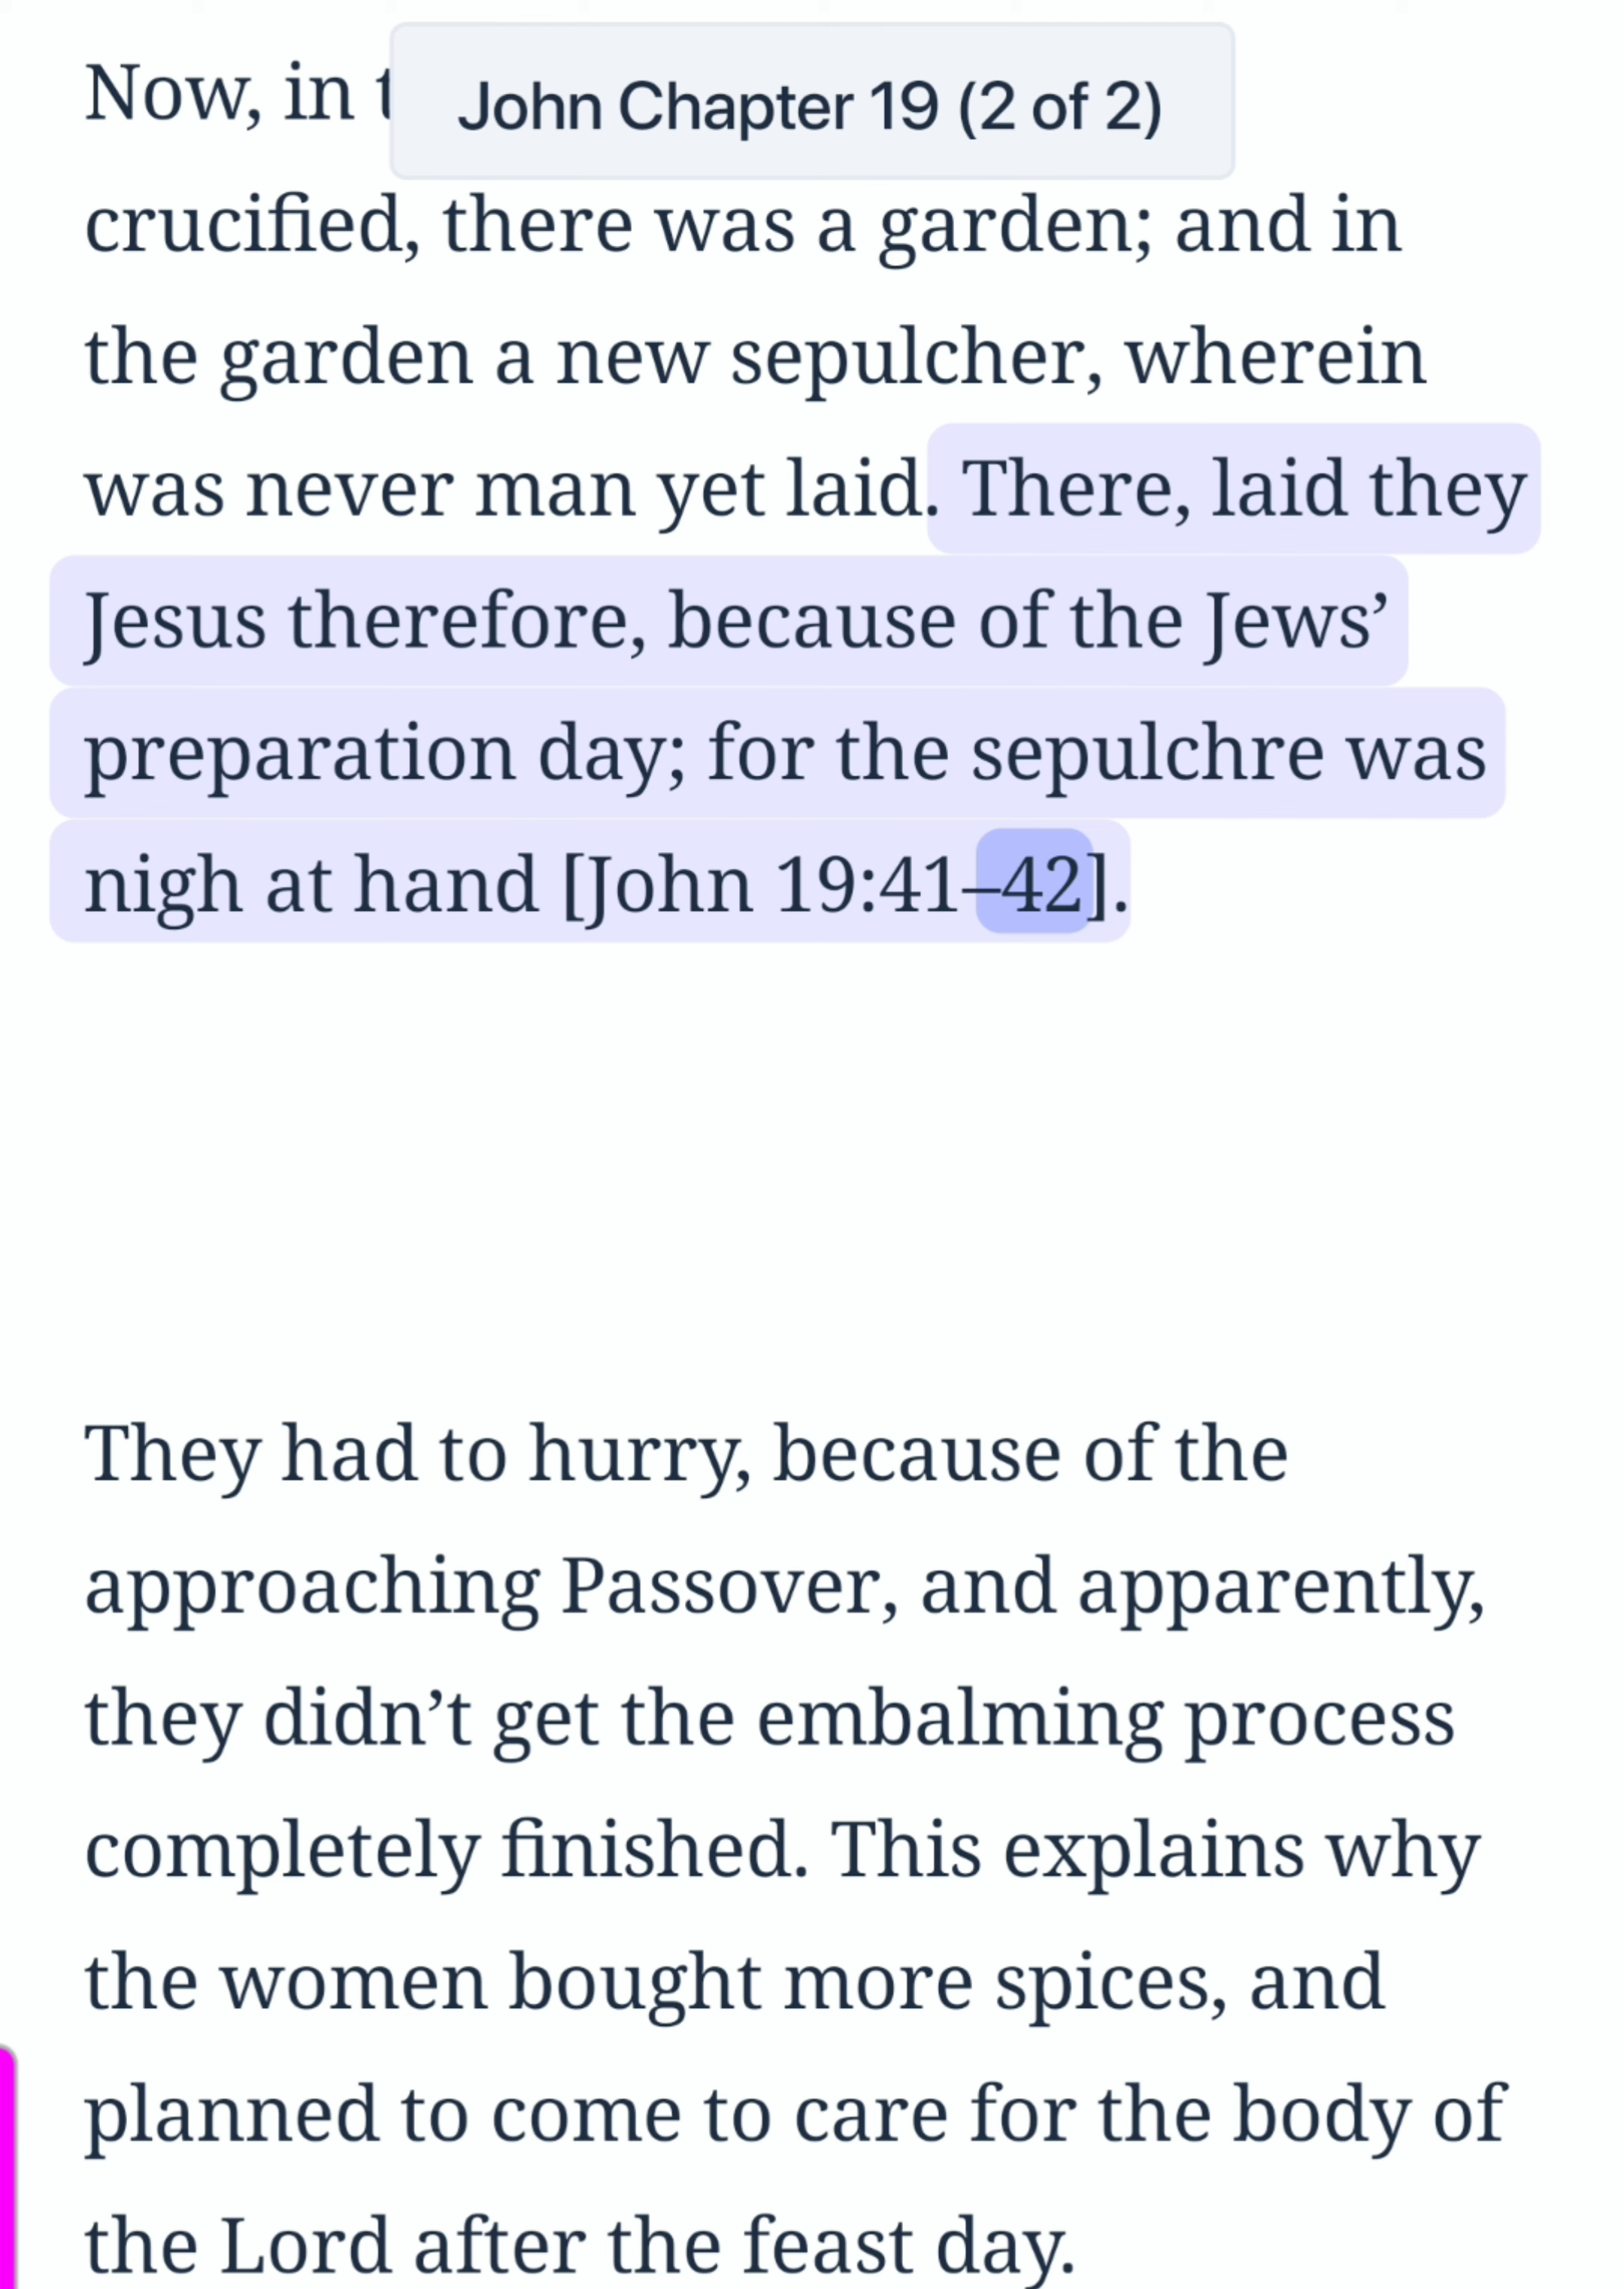 John Chapter 19 (2 of 2)
Now, in t
crucified, there was a garden; and in
the garden a new sepulcher, wherein
was never man yet laid. There, laid they
Jesus therefore, because of the Jews’
preparation day; for the sepulchre was
nigh at hand [John 19:41–42].
They had to hurry, because of the
approaching Passover, and apparently,
they didn’t get the embalming process
completely finished. This explains why
the women bought more spices, and
planned to come to care for the body of
the Lord after the feast day.